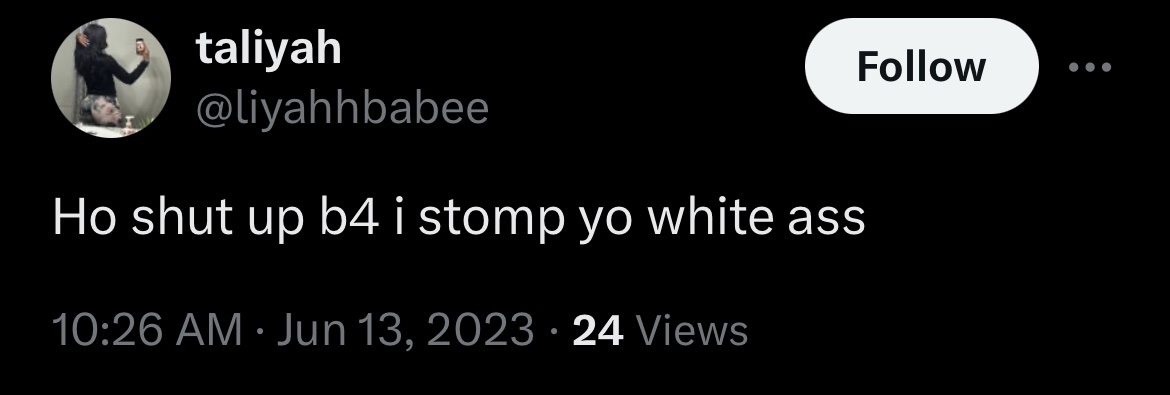 taliyah
Follow
@liyahhbabee
Ho shut up b4 i stomp yo white ass
10:26 AM · Jun 13, 2023 · 24 Views